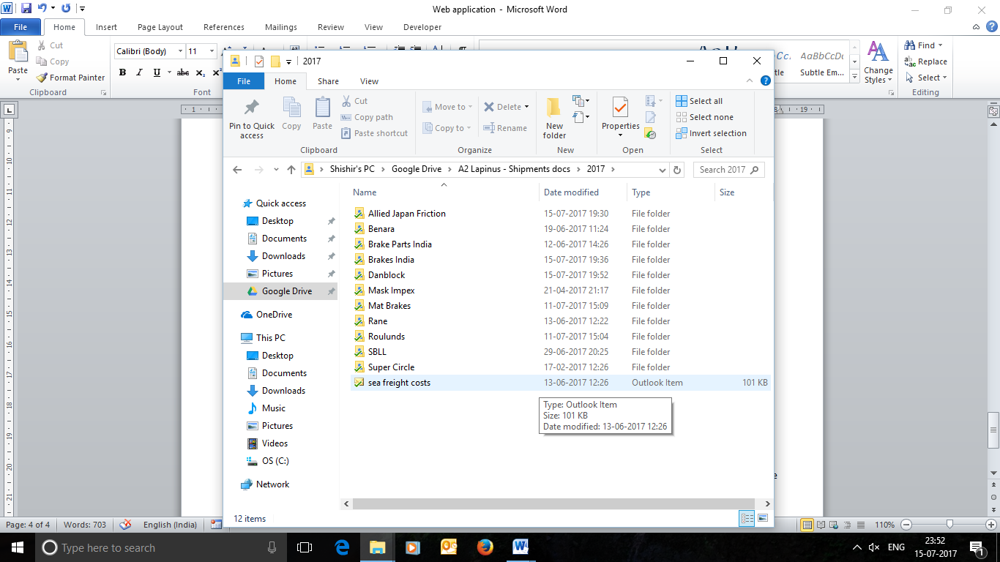 Web application - Microsoft Word
File Home Insert Page Layout References Mailings Review View Developer
Paste
Cut
Copy
Format Painter
Clipboard
Calibri (Body) 11
B I U abc x₂ x²
Font
AaBbCcDc
Subtle Em...
Change Styles
Find
Replace
Select
Editing
2017
File Home Share View
Pin to Quick access
Copy
Paste
Cut
Copy path
Paste shortcut
Clipboard
Move to
Copy to
Delete
Rename
Organize
New folder
New
Properties
Open
Select all
Select none
Invert selection
Select
Shishir's PC Google Drive A2 Lapinus - Shipments docs 2017
Search 2017
Name Date modified Type Size
Quick access
Desktop
Documents
Downloads
Pictures
Google Drive
OneDrive
This PC
Desktop
Documents
Downloads
Music
Pictures
Videos
OS (C:)
Network
Allied Japan Friction 15-07-2017 19:30 File folder
Benara 19-06-2017 11:24 File folder
Brake Parts India 12-06-2017 14:26 File folder
Brakes India 15-07-2017 19:36 File folder
Danblock 15-07-2017 19:52 File folder
Mask Impex 21-04-2017 21:17 File folder
Mat Brakes 11-07-2017 15:09 File folder
Rane 13-06-2017 12:22 File folder
Roulunds 11-07-2017 15:04 File folder
SBLL 29-06-2017 20:25 File folder
Super Circle 17-02-2017 12:26 File folder
sea freight costs 13-06-2017 12:26 Outlook Item 101 KB
Type: Outlook Item
Size: 101 KB
Date modified: 13-06-2017 12:26
12 items
Page: 4 of 4 Words: 703 English (India) 110%
Type here to search
ENG
23:52
15-07-2017
1